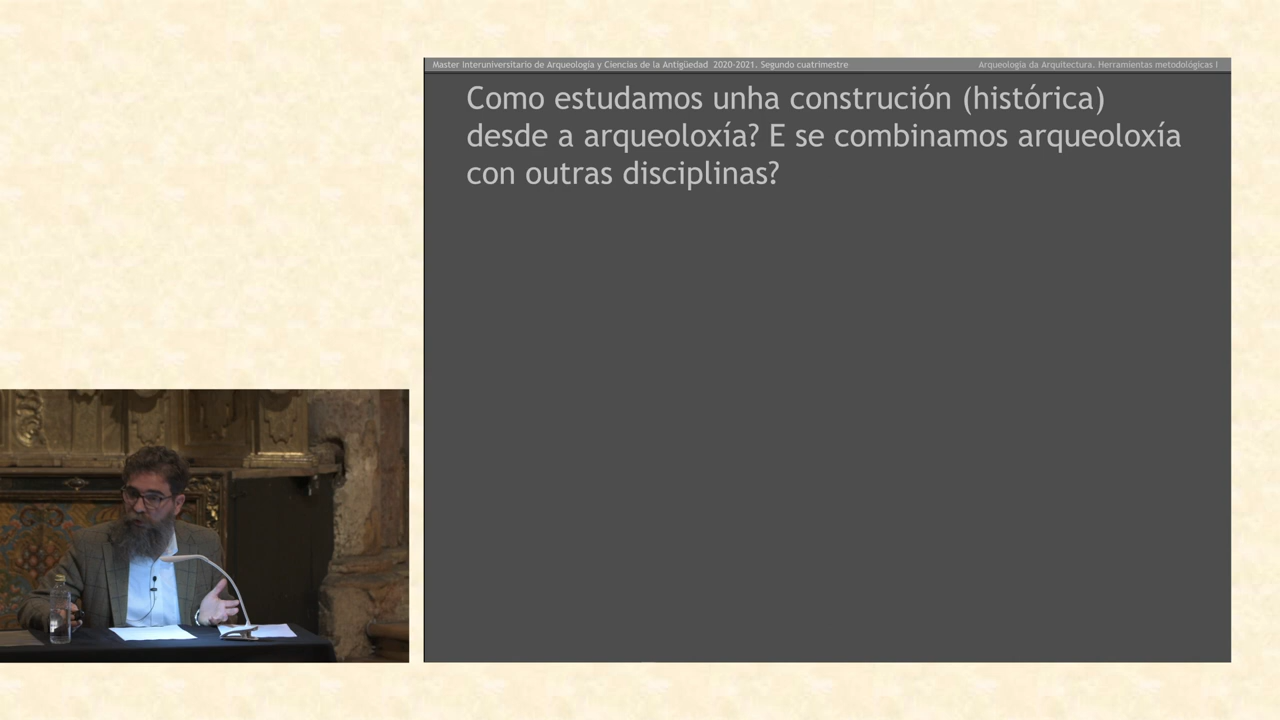 Master Interuniversitario de Arqueología y Ciencias de la Antigüedad 2020-2021. Segundo cuatrimestre
Arqueología da Arquitectura. Herramientas metodológicas I
Como estudamos unha construción (histórica)
desde a arqueoloxía? E se combinamos arqueoloxía
con outras disciplinas?